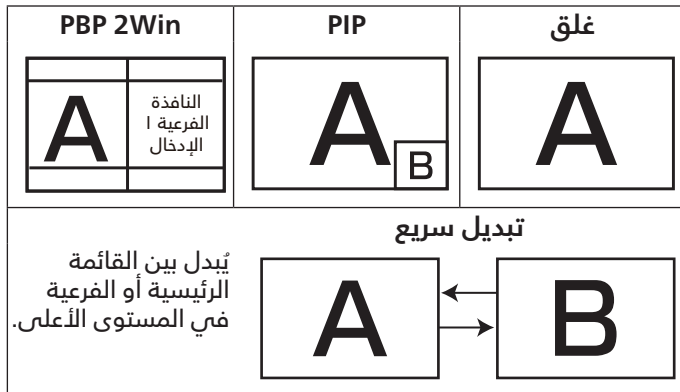 غلق
PIP
PBP 2Win
A
A
B
A
النافذة
الفرعية ا
الإدخال
تبديل سريع
B
A
يُبدل بين القائمة
الرئيسية أو الفرعية
في المستوى الأعلى.